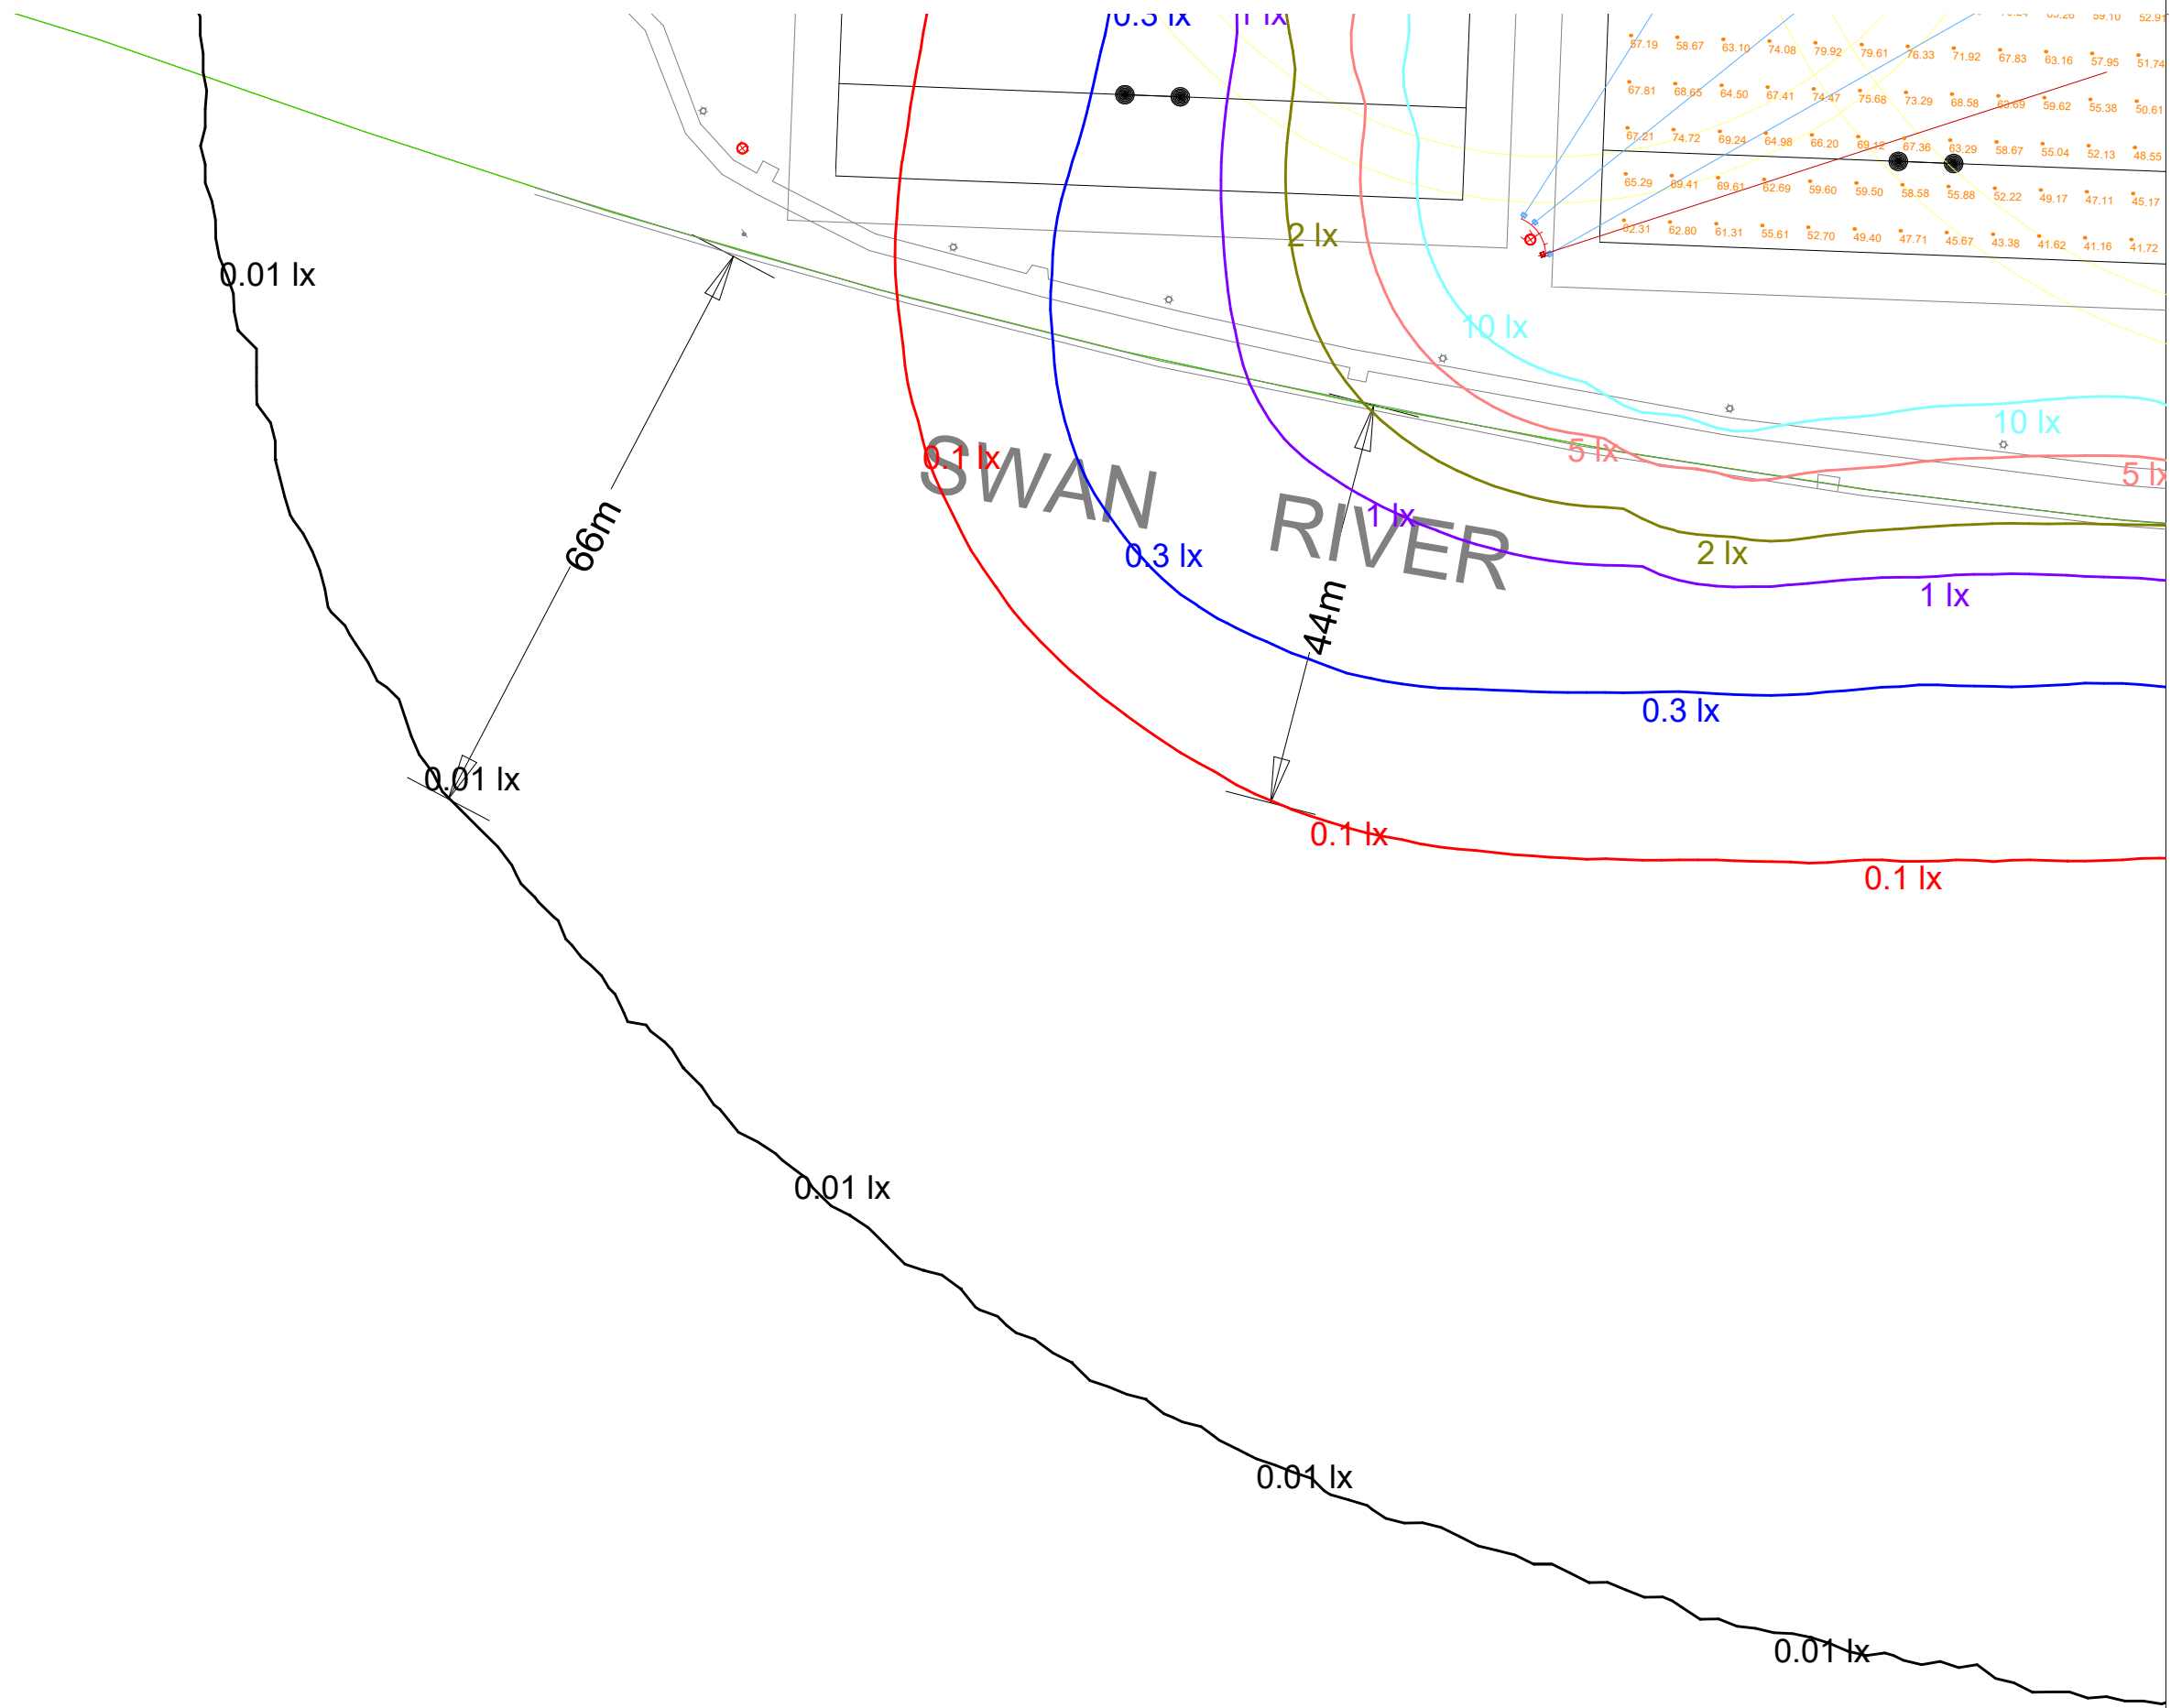 0.3 lx
1 lx
59.10 52.91
57.19 58.67 63.10 74.08 79.92 79.61 76.33 71.92 67.83 63.16 57.95 51.74
67.81 68.65 64.50 67.41 74.47 75.68 73.29 68.58 63.69 59.62 55.38 50.61
67.21 74.72 69.24 64.98 66.20 69.12 67.36 63.29 58.67 55.04 52.13 48.55
65.29 69.41 69.61 62.69 59.60 59.50 58.58 55.88 52.22 49.17 47.11 45.17
62.80 61.31 55.61 52.70 49.40 47.71 45.67 43.38 41.62 41.16 41.72
2 lx
0.01 lx
10 lx
10 lx
5 lx
5 lx
0.1 lx
SWAN RIVER
1 lx
66m
0.3 lx
2 lx
1 lx
44m
0.3 lx
0.01 lx
0.1 lx
0.1 lx
0.01 lx
0.01 lx
0.01 lx